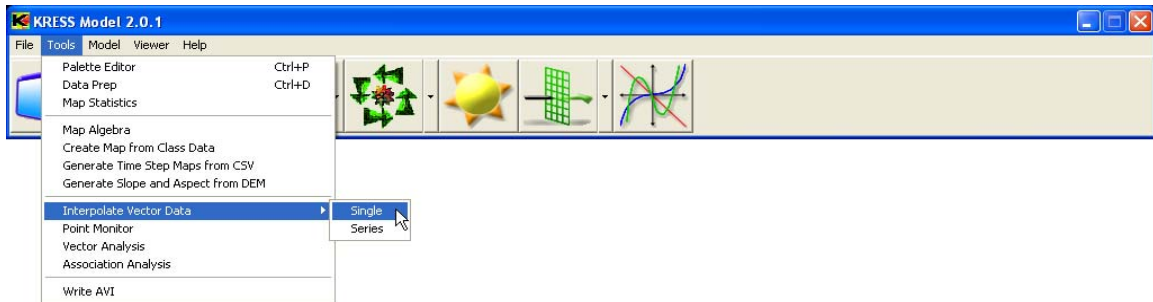 KRESS Model 2.0.1
File Tools Model Viewer Help
Palette Editor Ctrl+P
Data Prep Ctrl+D
Map Statistics
Map Algebra
Create Map from Class Data
Generate Time Step Maps from CSV
Generate Slope and Aspect from DEM
Interpolate Vector Data Single
Point Monitor Series
Vector Analysis
Association Analysis
Write AVI